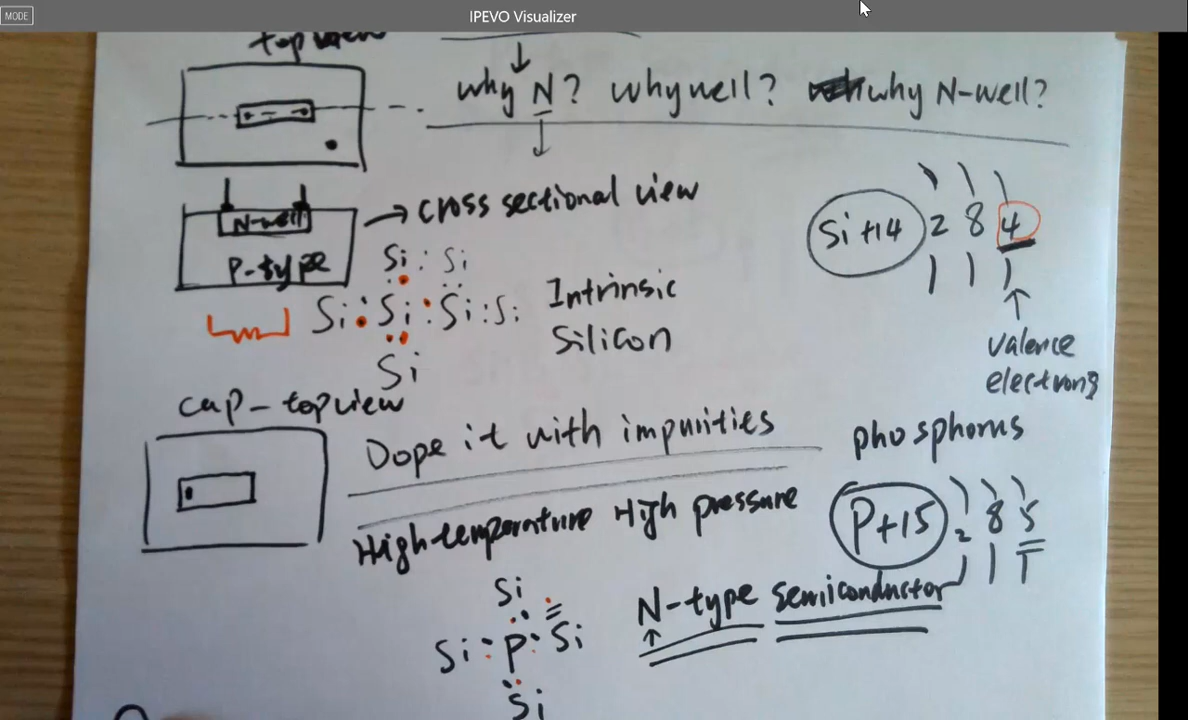 MODE
IPEVO Visualizer
top view
why N? why well? why N-well?
N-well
P-type
cross sectional view
Si +14 2 8 4
valence
electrons
Si : Si
Si : Si : Si : Si
Si
Intrinsic
Silicon
cap-topview
Dope it with impurities
High-temperature High pressure
phosphorus
P+15 2 8 5
N-type semiconductor
Si
Si : P : Si
Si